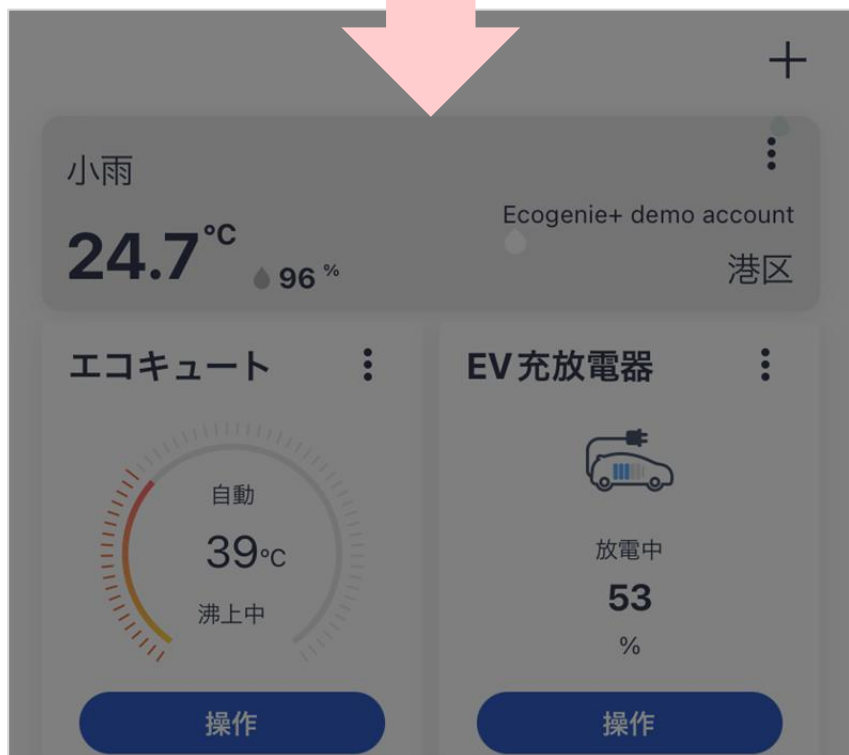 小雨
24.7℃
96 %
Ecogenie+ demo account
港区
エコキュート
自動
39℃
沸上中
操作
EV充放電器
放電中
53
%
操作